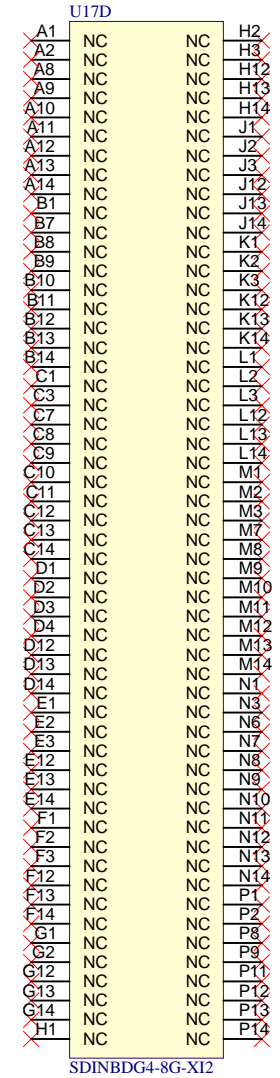 U17D
A1 NC NC H2
A2 NC NC H3
A8 NC NC H12
A9 NC NC H13
A10 NC NC H14
A11 NC NC J1
A12 NC NC J2
A13 NC NC J3
A14 NC NC J12
B1 NC NC J13
B7 NC NC J14
B8 NC NC K1
B9 NC NC K2
B10 NC NC K3
B11 NC NC K12
B12 NC NC K13
B13 NC NC K14
B14 NC NC L1
C1 NC NC L2
C3 NC NC L3
C7 NC NC L12
C8 NC NC L13
C9 NC NC L14
C10 NC NC M1
C11 NC NC M2
C12 NC NC M3
C13 NC NC M7
C14 NC NC M8
D1 NC NC M9
D2 NC NC M10
D3 NC NC M11
D4 NC NC M12
D12 NC NC M13
D13 NC NC M14
D14 NC NC N1
E1 NC NC N3
E2 NC NC N6
E3 NC NC N7
E12 NC NC N8
E13 NC NC N9
E14 NC NC N10
F1 NC NC N11
F2 NC NC N12
F3 NC NC N13
F12 NC NC N14
F13 NC NC P1
F14 NC NC P2
G1 NC NC P8
G2 NC NC P9
G12 NC NC P11
G13 NC NC P12
G14 NC NC P13
H1 NC NC P14
SDINBDG4-8G-XI2